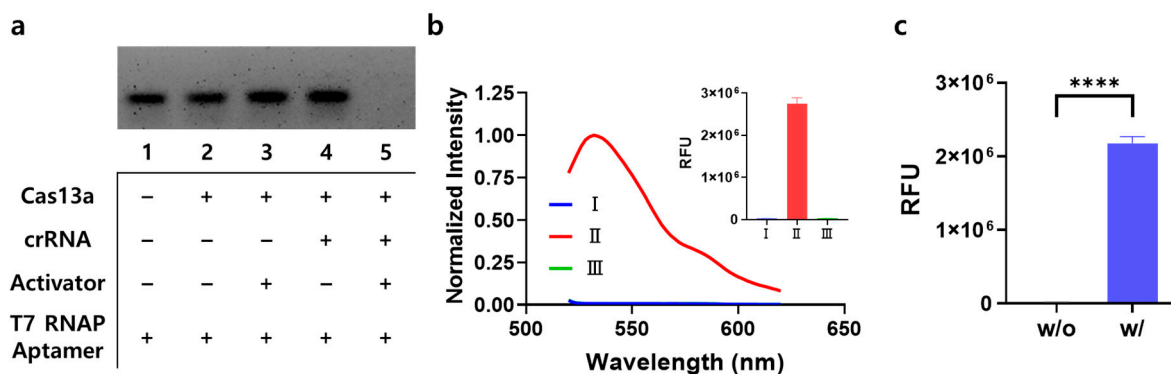 a
1 2 3 4 5
Cas13a – + + + +
crRNA – – – + +
Activator – – + – +
T7 RNAP
Aptamer + + + + +
b
Normalized Intensity
1.25
1.00
0.75
0.50
0.25
0.00
500 550 600 650
Wavelength (nm)
I
II
III
RFU
3×10⁶
2×10⁶
1×10⁶
0
I II III
c
RFU
3×10⁶
2×10⁶
1×10⁶
0
****
w/o w/